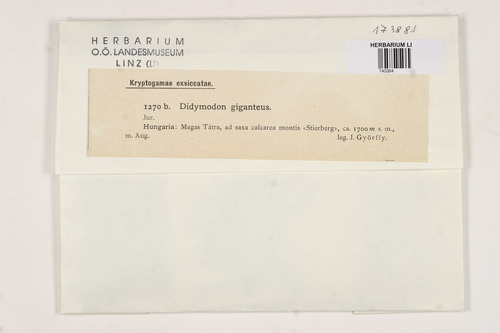 HERBARIUM
O.Ö. LANDESMUSEUM
LINZ (LI)
173881
HERBARIUM LI
740364
Kryptogamae exsiccatae.
1270 b. Didymodon giganteus.
Jur.
Hungaria: Magas Tátra, ad saxa calcarea montis »Stierberg«, ca. 1700 m s. m.,
m. Aug. leg. J. Győrffy.